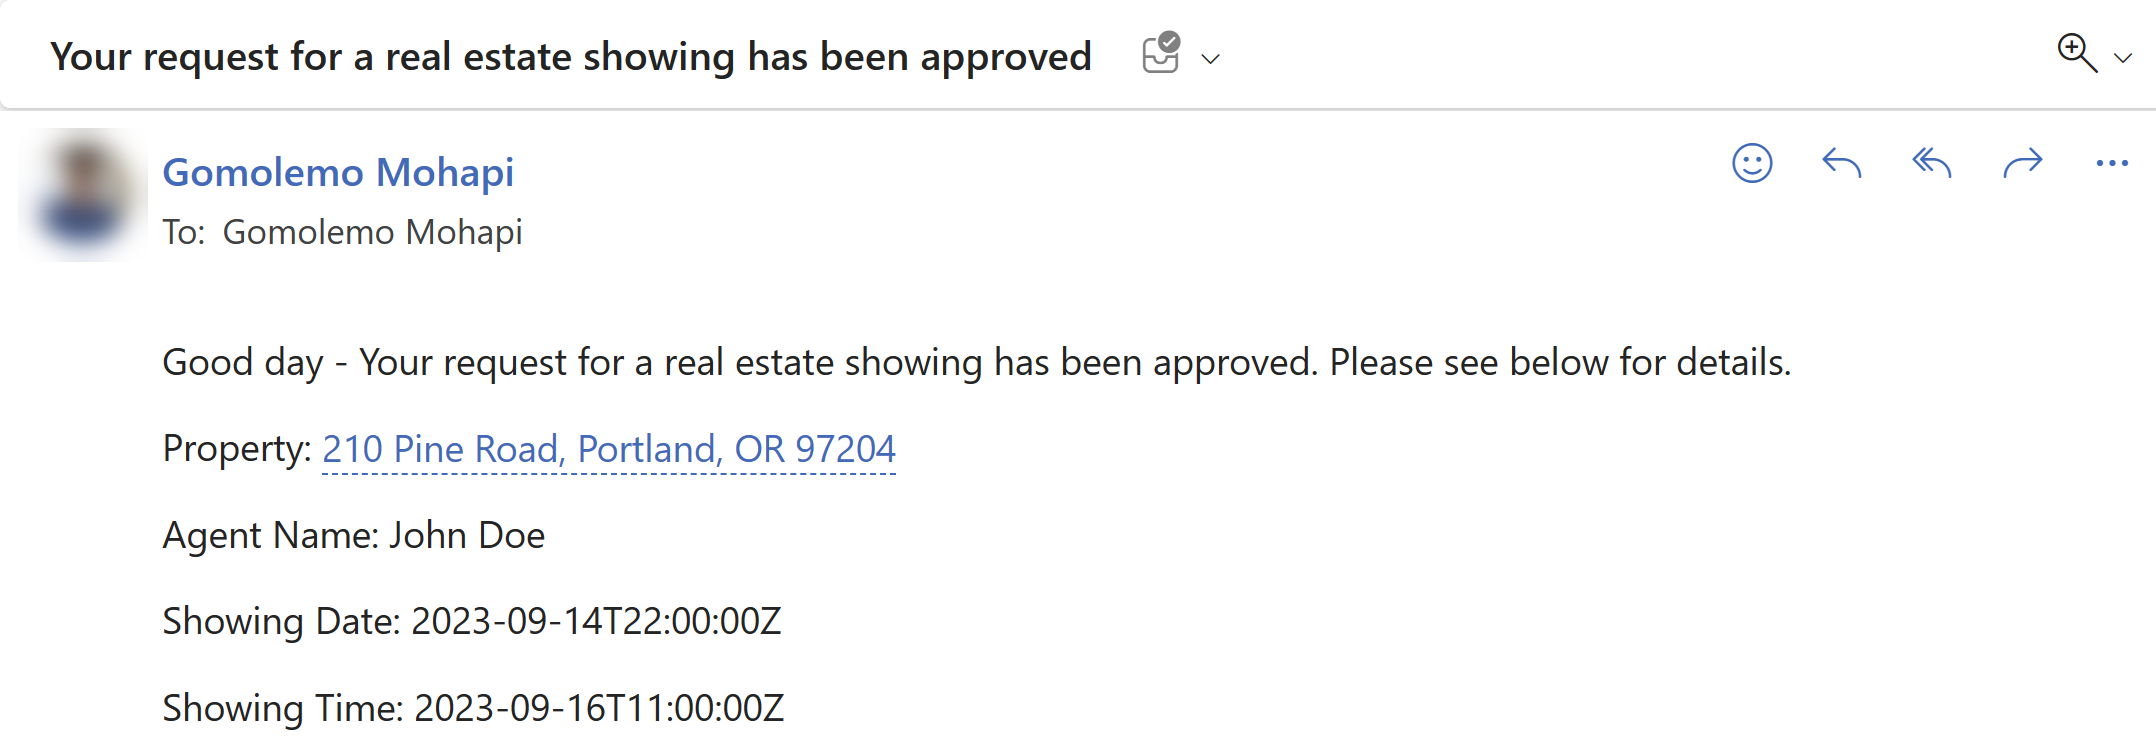 Your request for a real estate showing has been approved
Gomolemo Mohapi
To: Gomolemo Mohapi
Good day - Your request for a real estate showing has been approved. Please see below for details.
Property: 210 Pine Road, Portland, OR 97204
Agent Name: John Doe
Showing Date: 2023-09-14T22:00:00Z
Showing Time: 2023-09-16T11:00:00Z